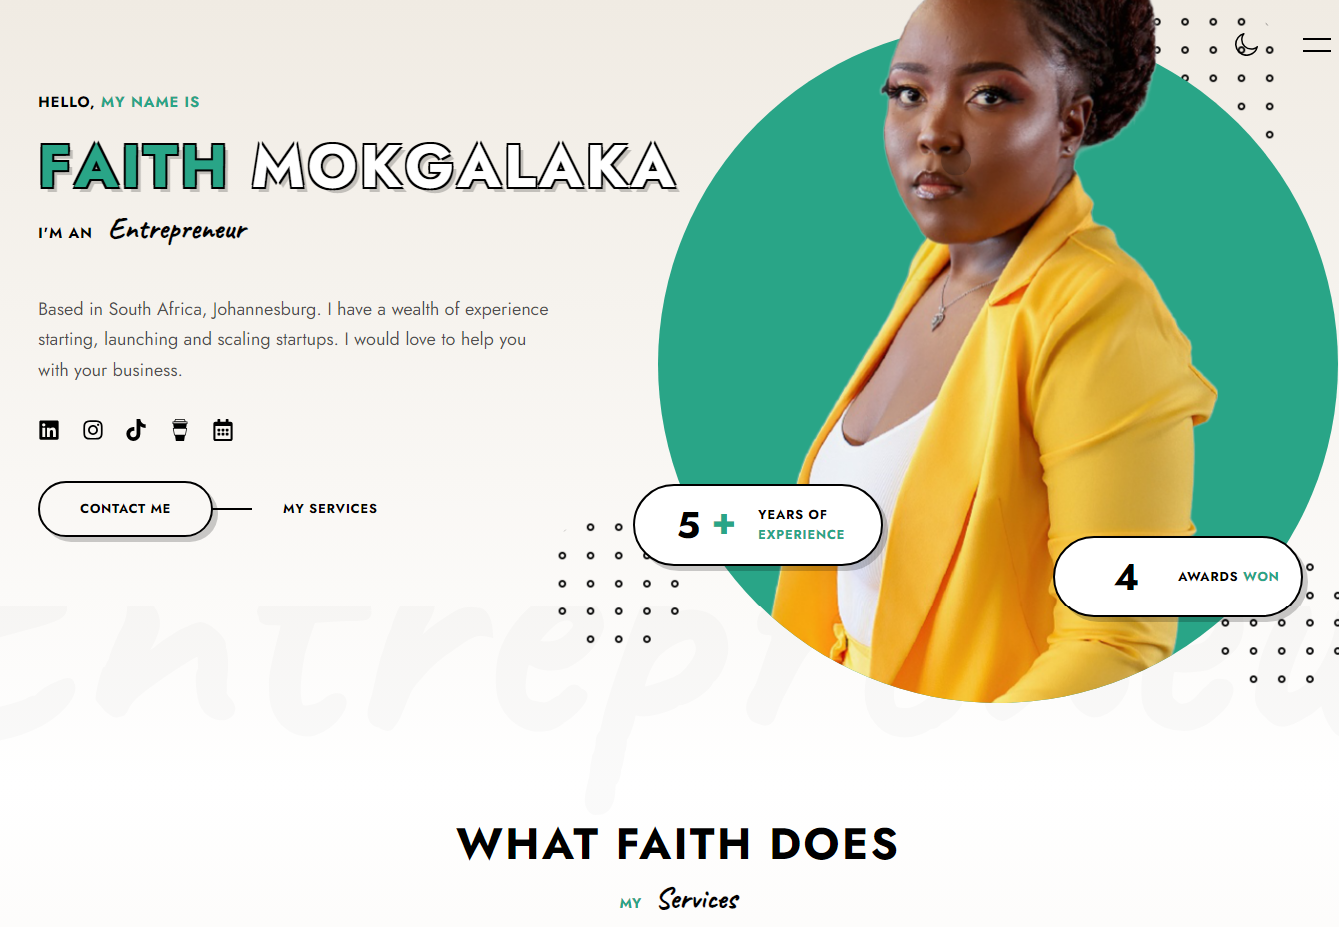 HELLO, MY NAME IS
FAITH MOKGALAKA
I'M AN Entrepreneur
Based in South Africa, Johannesburg. I have a wealth of experience
starting, launching and scaling startups. I would love to help you
with your business.
CONTACT ME
MY SERVICES
5 + YEARS OF
EXPERIENCE
4 AWARDS WON
Entrepreneur
WHAT FAITH DOES
MY Services